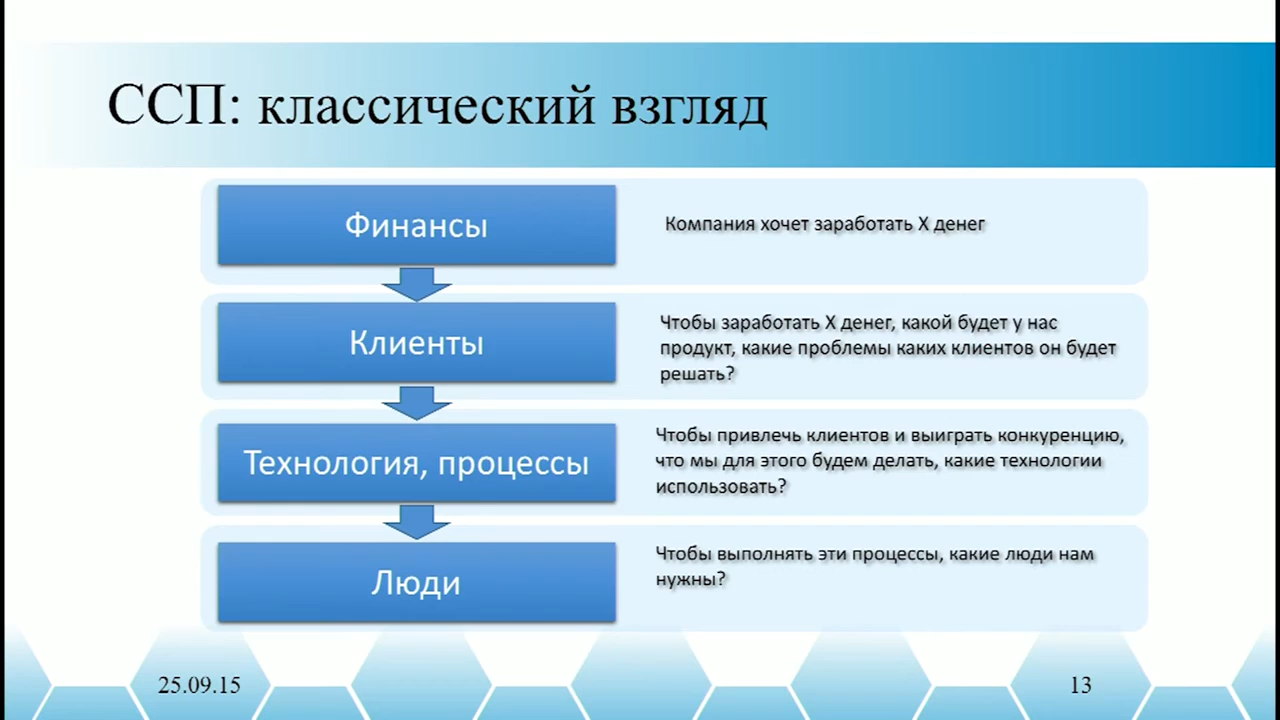 ССП: классический взгляд
Финансы
Компания хочет заработать X денег
Клиенты
Чтобы заработать X денег, какой будет у нас
продукт, какие проблемы каких клиентов он будет
решать?
Технология, процессы
Чтобы привлечь клиентов и выиграть конкуренцию,
что мы для этого будем делать, какие технологии
использовать?
Люди
Чтобы выполнять эти процессы, какие люди нам
нужны?
25.09.15
13